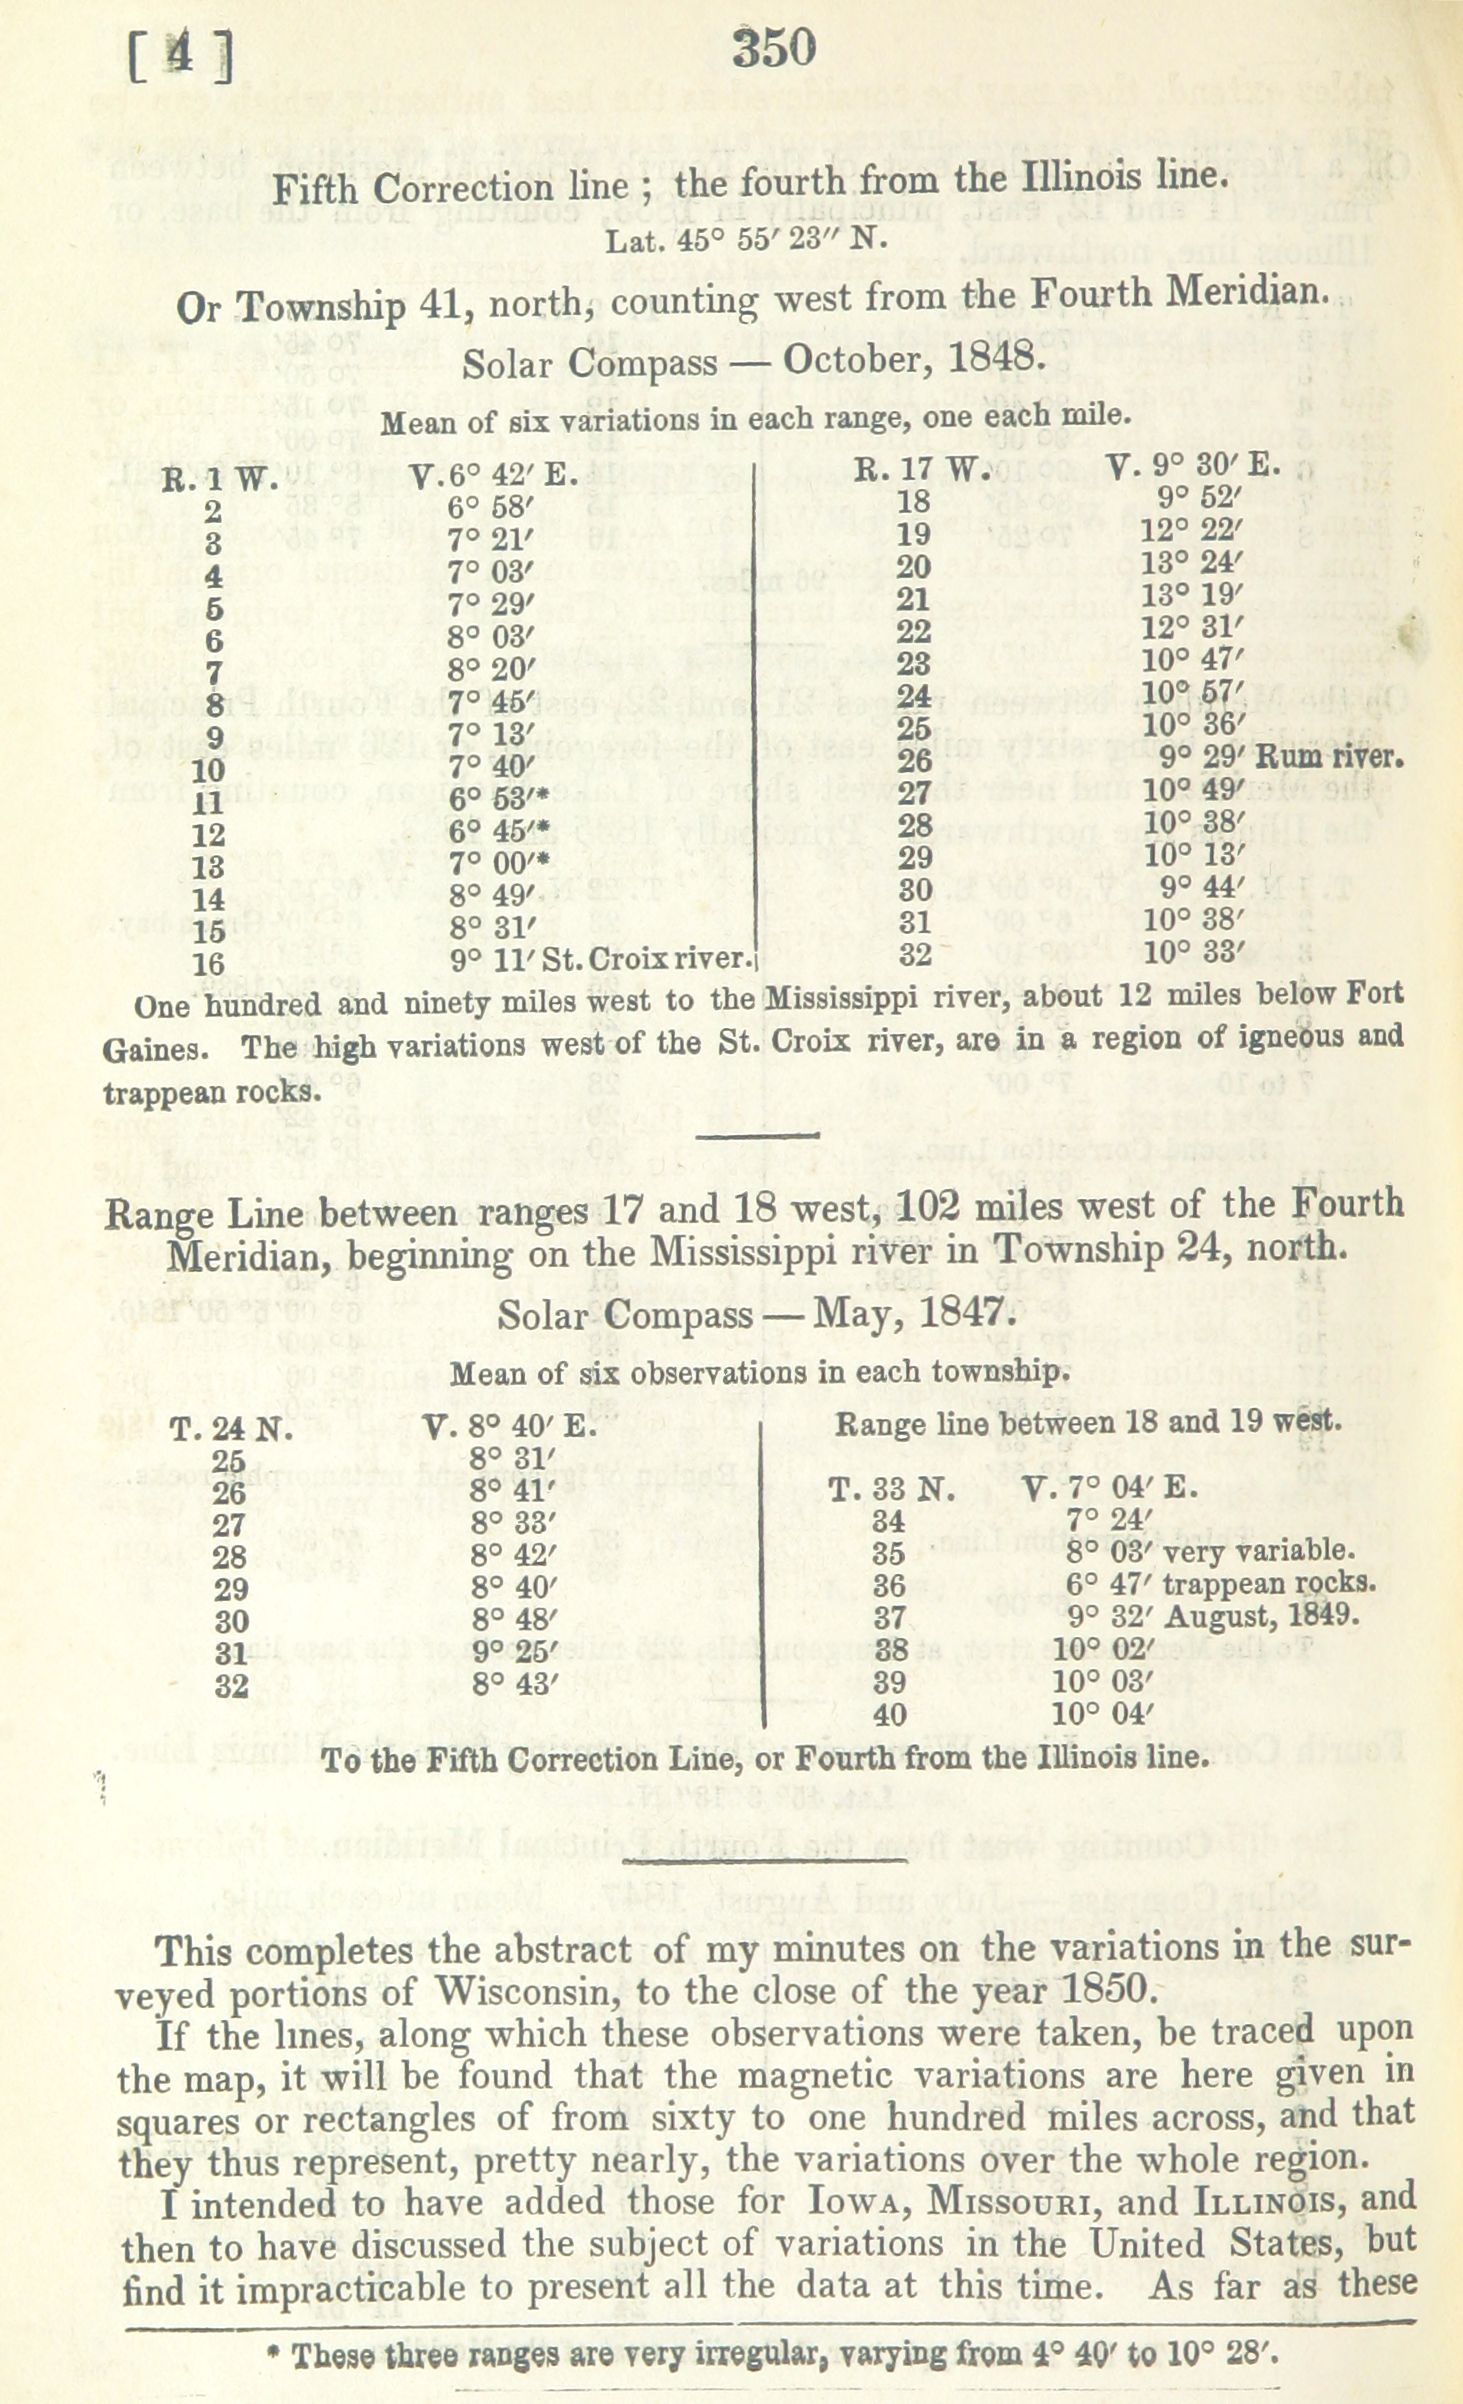 [ 4 ]
350
Fifth Correction line ; the fourth from the Illinois line.
Lat. 45° 55′ 23″ N.
Or Township 41, north, counting west from the Fourth Meridian.
Solar Compass — October, 1848.
Mean of six variations in each range, one each mile.
R. 1 W. V. 6° 42′ E.
2 6° 58′
3 7° 21′
4 7° 03′
5 7° 29′
6 8° 03′
7 8° 20′
8 7° 45′
9 7° 13′
10 7° 40′
11 6° 53′*
12 6° 45′*
13 7° 00′*
14 8° 49′
15 8° 31′
16 9° 11′ St. Croix river.
R. 17 W. V. 9° 30′ E.
18 9° 52′
19 12° 22′
20 13° 24′
21 13° 19′
22 12° 31′
23 10° 47′
24 10° 57′
25 10° 36′
26 9° 29′ Rum river.
27 10° 49′
28 10° 38′
29 10° 13′
30 9° 44′
31 10° 38′
32 10° 33′
One hundred and ninety miles west to the Mississippi river, about 12 miles below Fort
Gaines. The high variations west of the St. Croix river, are in a region of igneous and
trappean rocks.
Range Line between ranges 17 and 18 west, 102 miles west of the Fourth
Meridian, beginning on the Mississippi river in Township 24, north.
Solar Compass — May, 1847.
Mean of six observations in each township.
T. 24 N. V. 8° 40′ E.
25 8° 31′
26 8° 41′
27 8° 33′
28 8° 42′
29 8° 40′
30 8° 48′
31 9° 25′
32 8° 43′
Range line between 18 and 19 west.
T. 33 N. V. 7° 04′ E.
34 7° 24′
35 8° 03′ very variable.
36 6° 47′ trappean rocks.
37 9° 32′ August, 1849.
38 10° 02′
39 10° 03′
40 10° 04′
To the Fifth Correction Line, or Fourth from the Illinois line.
This completes the abstract of my minutes on the variations in the sur-
veyed portions of Wisconsin, to the close of the year 1850.
If the lines, along which these observations were taken, be traced upon
the map, it will be found that the magnetic variations are here given in
squares or rectangles of from sixty to one hundred miles across, and that
they thus represent, pretty nearly, the variations over the whole region.
I intended to have added those for IOWA, MISSOURI, and ILLINOIS, and
then to have discussed the subject of variations in the United States, but
find it impracticable to present all the data at this time. As far as these
* These three ranges are very irregular, varying from 4° 40′ to 10° 28′.